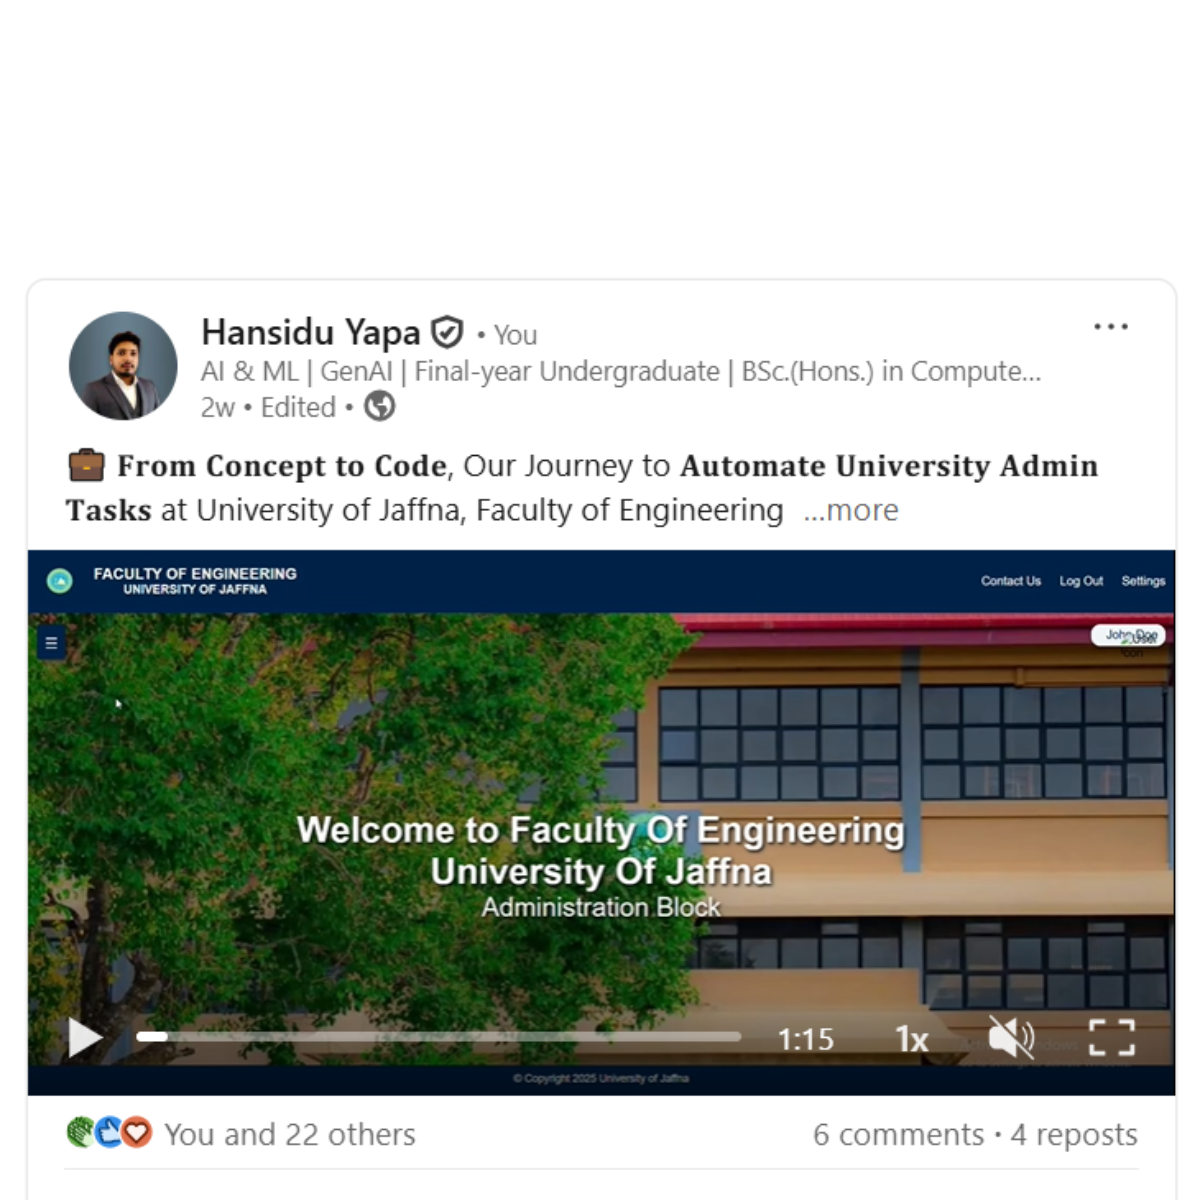 Hansidu Yapa • You
AI & ML | GenAI | Final-year Undergraduate | BSc.(Hons.) in Compute...
2w • Edited •
💼 From Concept to Code, Our Journey to Automate University Admin
Tasks at University of Jaffna, Faculty of Engineering ...more
FACULTY OF ENGINEERING
UNIVERSITY OF JAFFNA
Contact Us Log Out Settings
John Doe
Welcome to Faculty Of Engineering
University Of Jaffna
Administration Block
1:15 1x
© Copyright 2025 University of Jaffna
You and 22 others 6 comments • 4 reposts